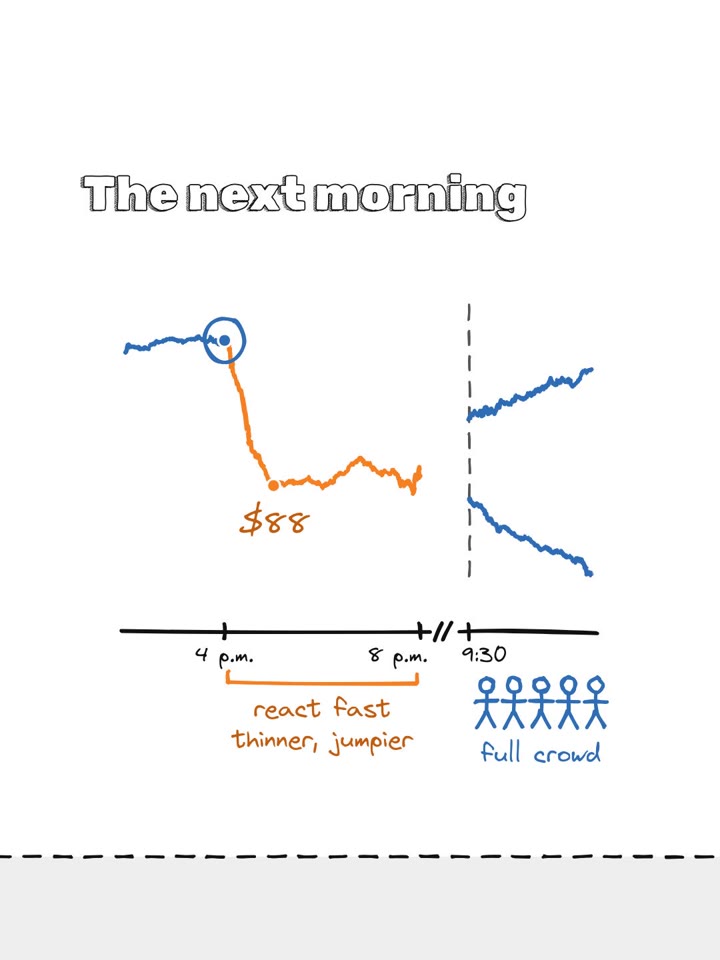 The next morning
$88
4 p.m.
8 p.m.
9:30
react fast
thinner, jumpier
full crowd